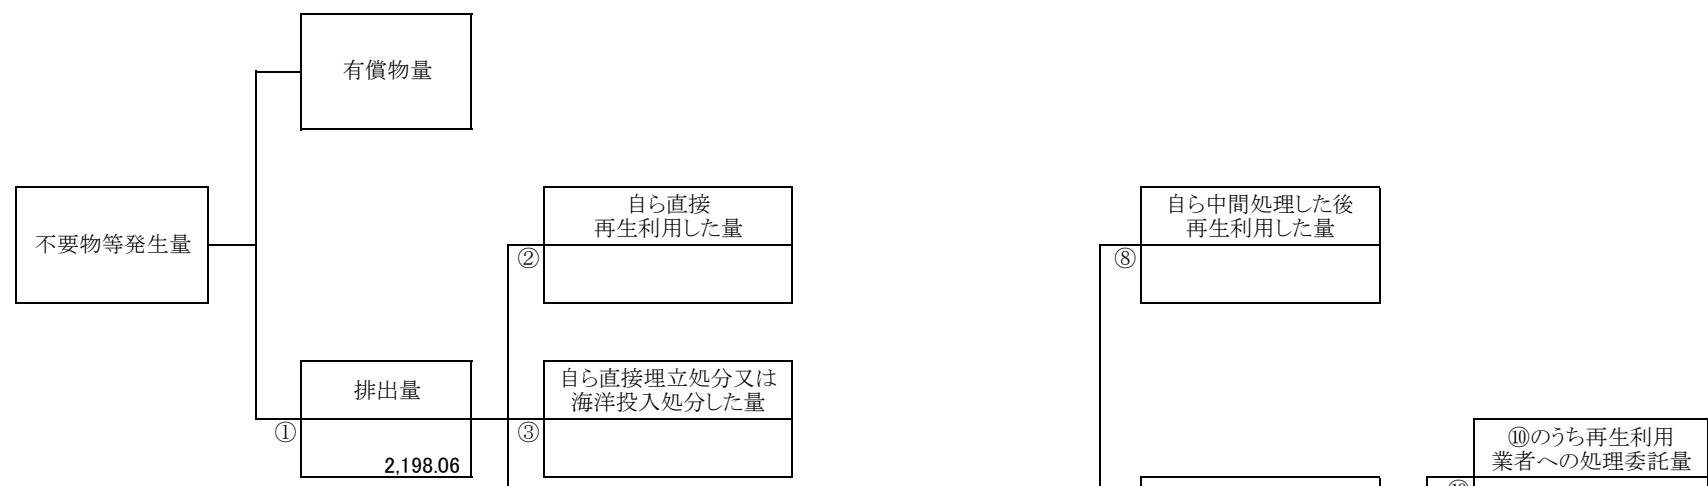 有償物量
不要物等発生量
自ら直接
再生利用した量
②
自ら中間処理した後
再生利用した量
⑧
排出量
①
2,198.06
自ら直接埋立処分又は
海洋投入処分した量
③
⑩のうち再生利用
業者への処理委託量